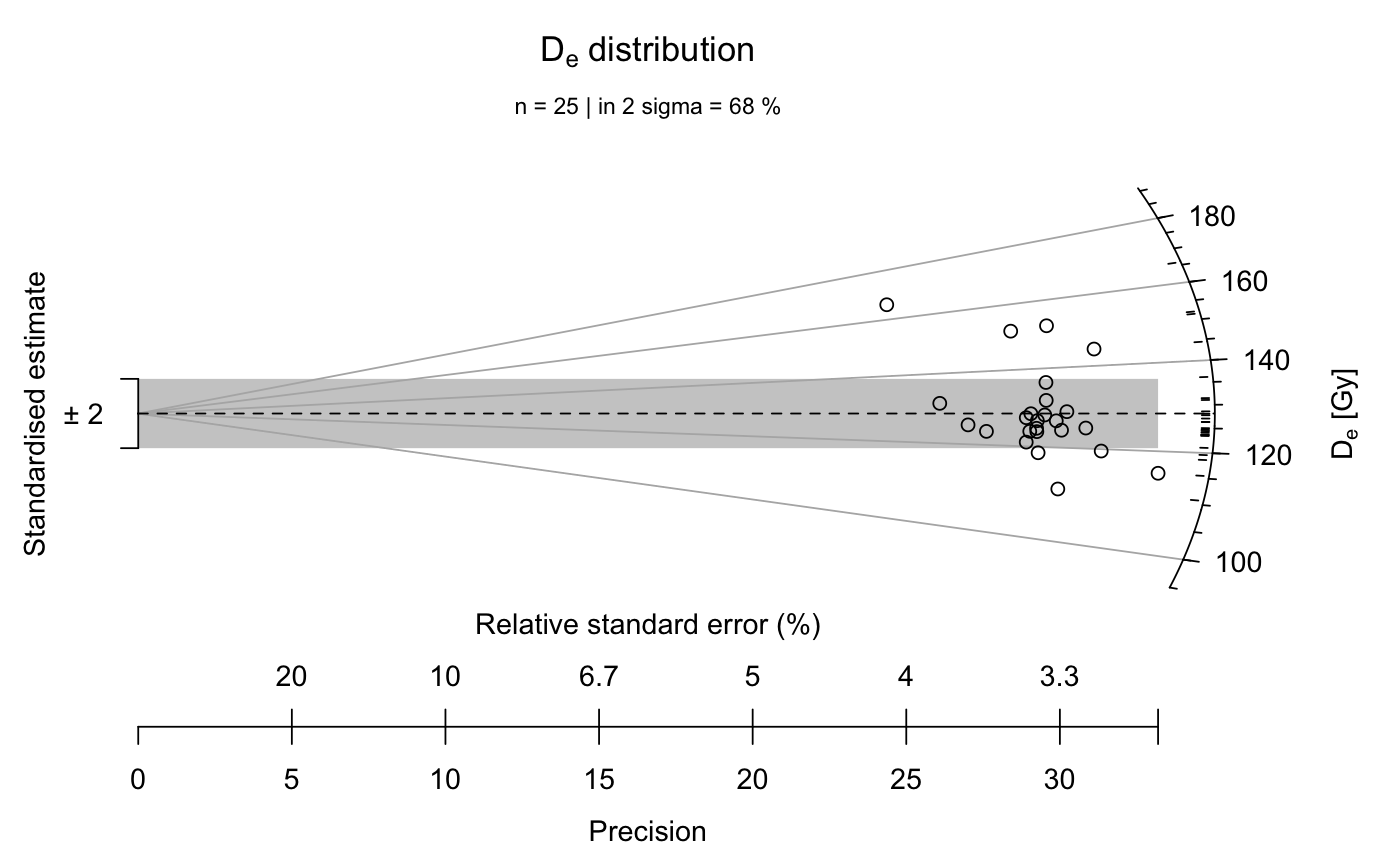 De distribution
n = 25 | in 2 sigma = 68 %
Standardised estimate
± 2
180
160
140
120
100
De [Gy]
Relative standard error (%)
20 10 6.7 5 4 3.3
0 5 10 15 20 25 30
Precision